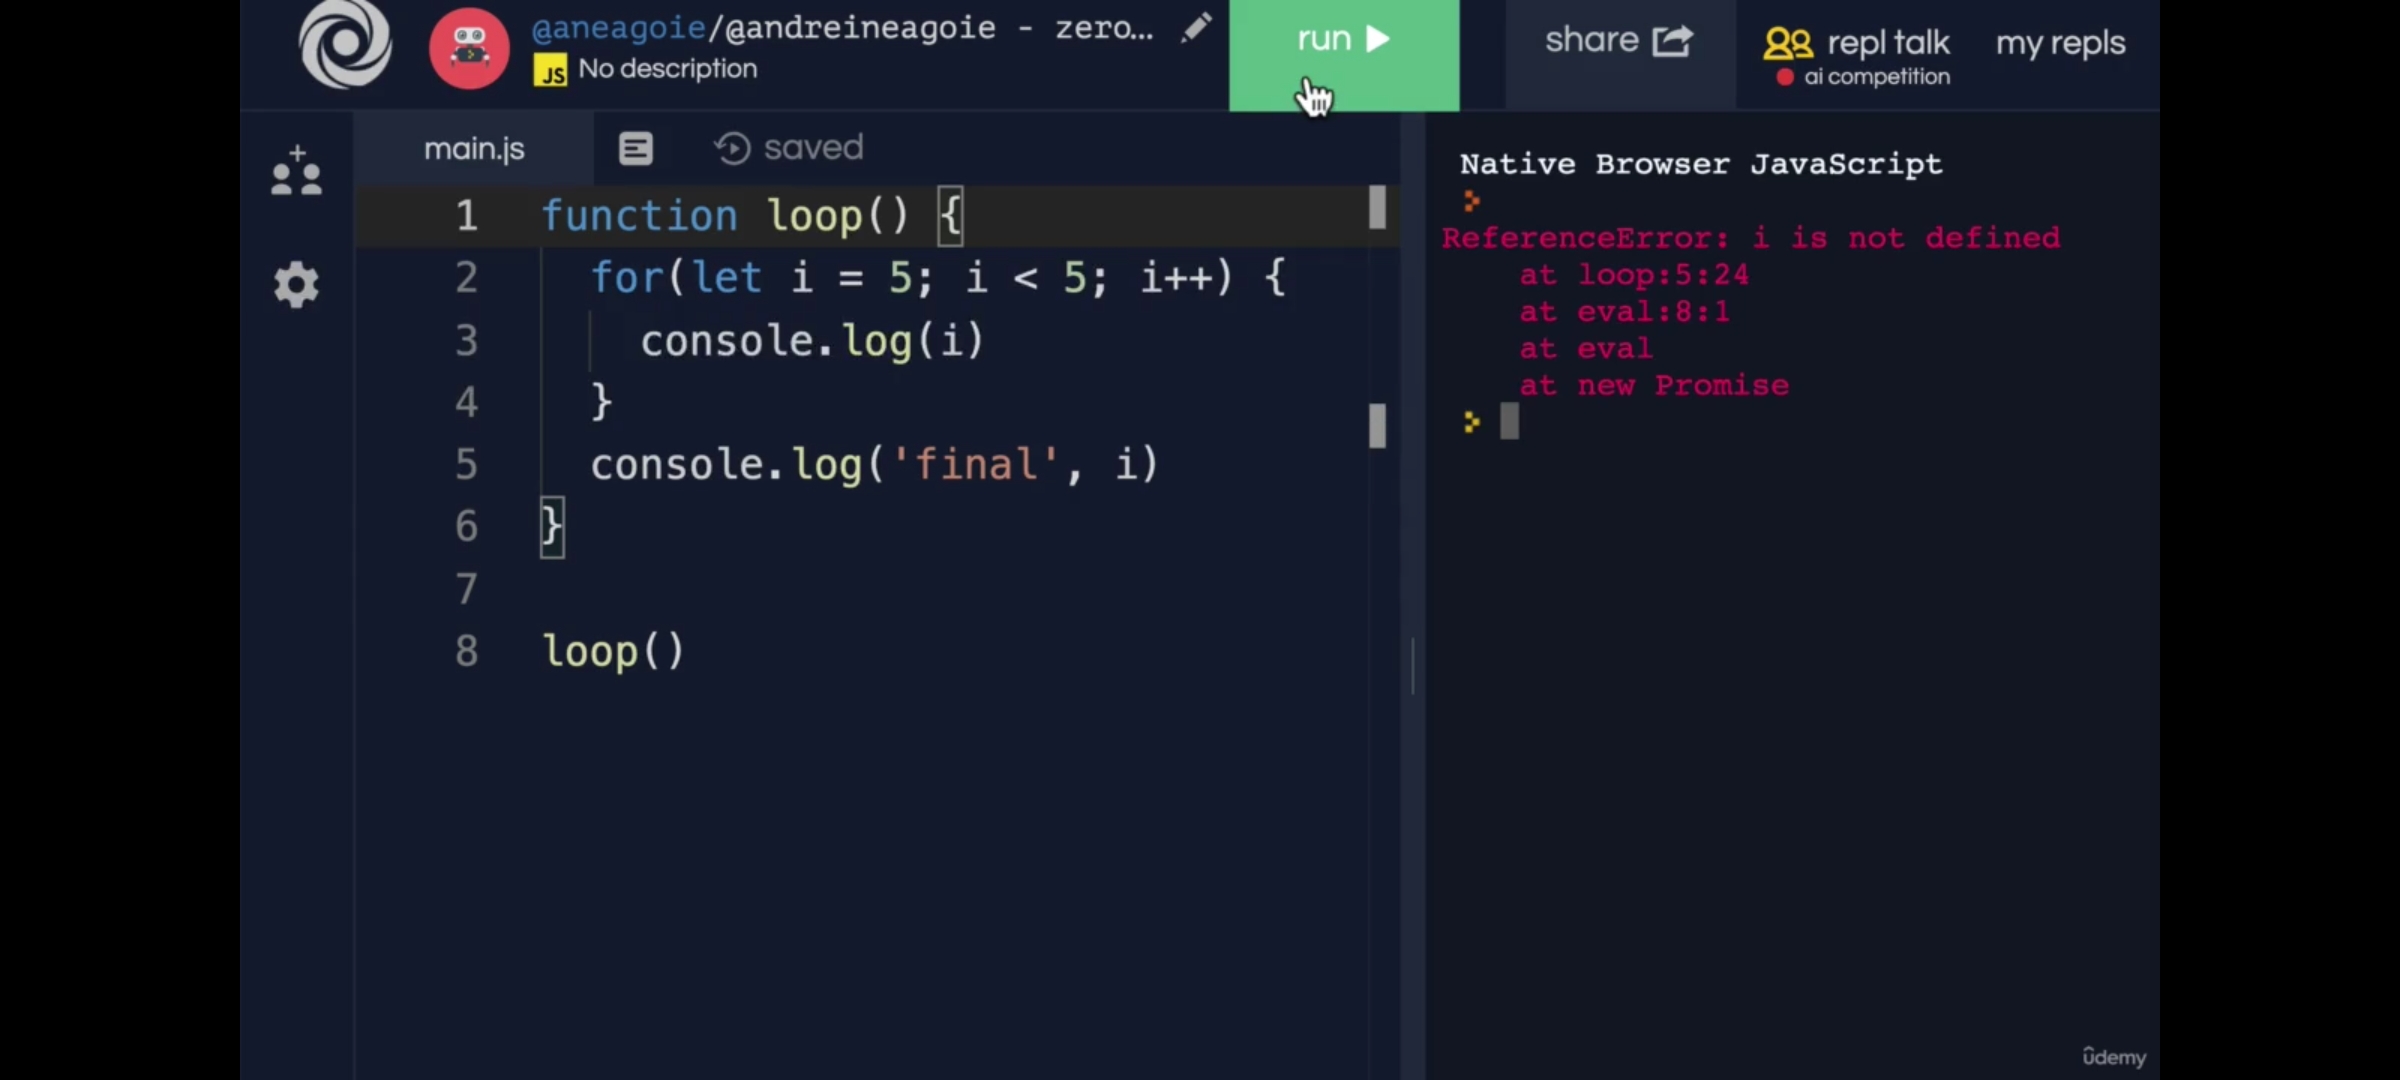 @aneagoie/@andreineagoie - zero...
JS No description
run
share
repl talk
ai competition
my repls
main.js
saved
1 function loop() {
2 for(let i = 5; i < 5; i++) {
3 console.log(i)
4 }
5 console.log('final', i)
6 }
7
8 loop()
Native Browser JavaScript
ReferenceError: i is not defined
at loop:5:24
at eval:8:1
at eval
at new Promise
ûdemy